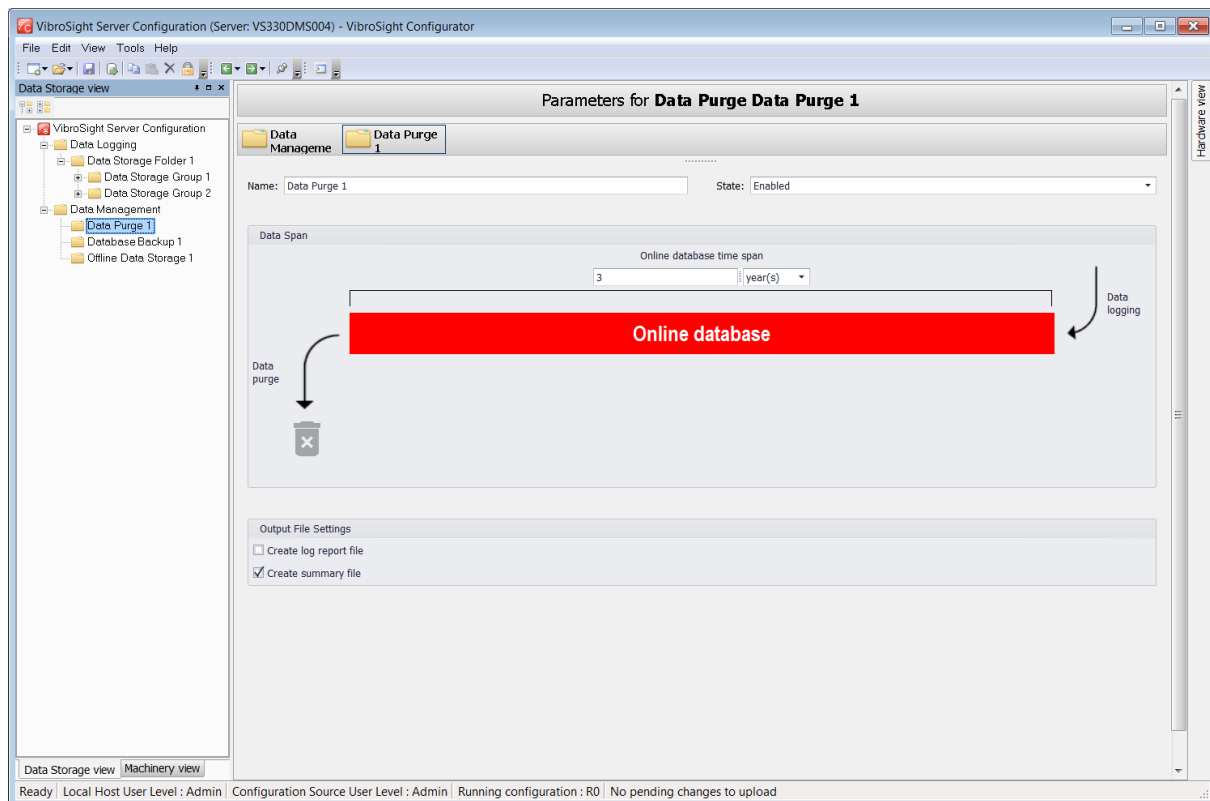 VibroSight Server Configuration (Server: VS330DMS004) - VibroSight Configurator
File Edit View Tools Help
Data Storage view
VibroSight Server Configuration
Data Logging
Data Storage Folder 1
Data Storage Group 1
Data Storage Group 2
Data Management
Data Purge 1
Database Backup 1
Offline Data Storage 1
Data Storage view Machinery view
Parameters for Data Purge Data Purge 1
Data
Manageme
Data Purge
1
Name: Data Purge 1 State: Enabled
Data Span
Online database time span
3 year(s)
Data
logging
Online database
Data
purge
Output File Settings
Create log report file
Create summary file
Hardware view
Ready Local Host User Level : Admin Configuration Source User Level : Admin Running configuration : R0 No pending changes to upload